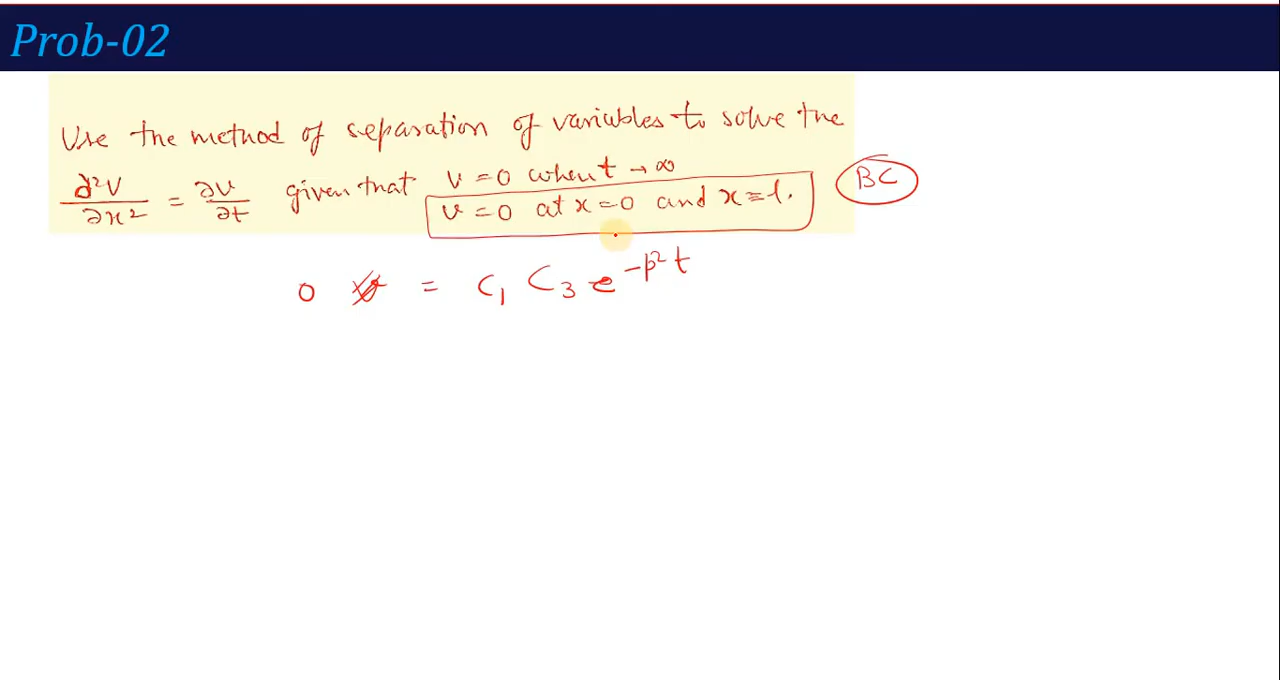 Prob-02
Use the method of separation of variables to solve the
∂²V/∂x² = ∂v/∂t given that v = 0 when t → ∞
v = 0 at x = 0 and x = l.
BC
0 = C₁ C₃ e^(-p² t)